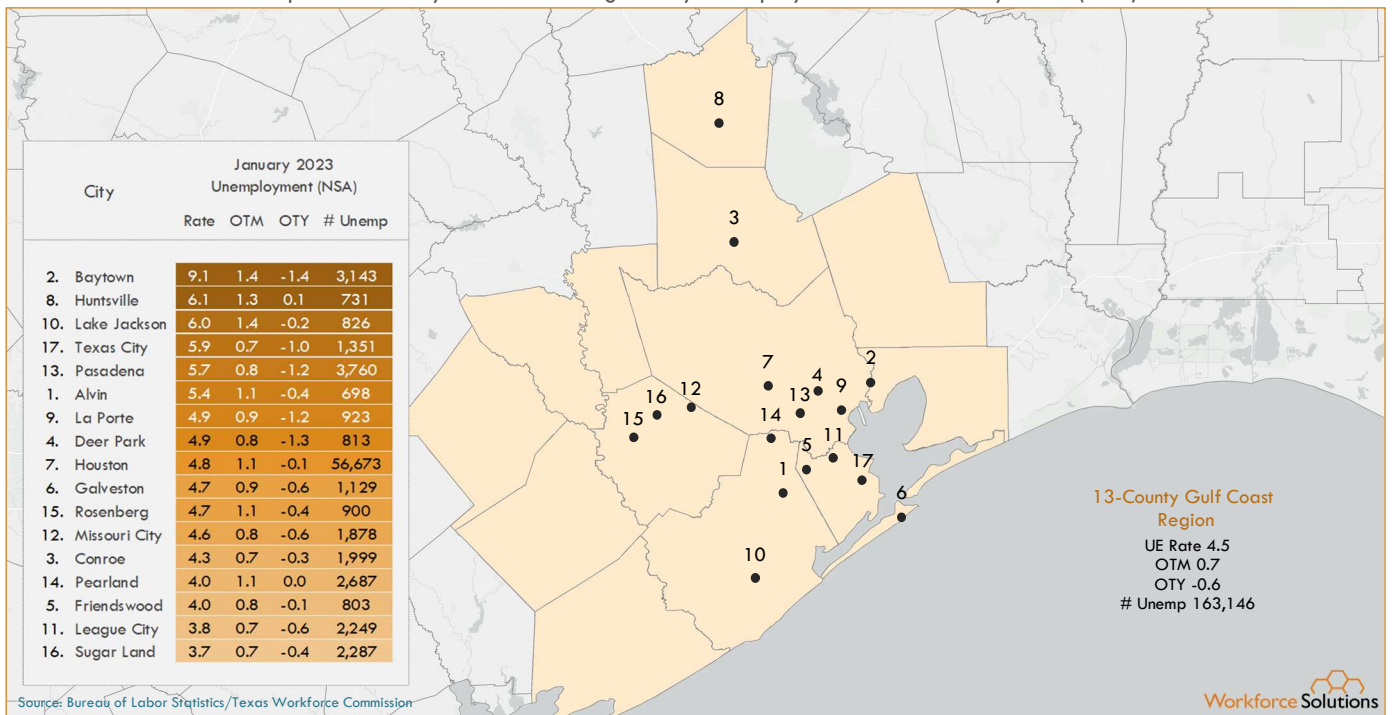 City
January 2023
Unemployment (NSA)
Rate OTM OTY # Unemp
2. Baytown 9.1 1.4 -1.4 3,143
8. Huntsville 6.1 1.3 0.1 731
10. Lake Jackson 6.0 1.4 -0.2 826
17. Texas City 5.9 0.7 -1.0 1,351
13. Pasadena 5.7 0.8 -1.2 3,760
1. Alvin 5.4 1.1 -0.4 698
9. La Porte 4.9 0.9 -1.2 923
4. Deer Park 4.9 0.8 -1.3 813
7. Houston 4.8 1.1 -0.1 56,673
6. Galveston 4.7 0.9 -0.6 1,129
15. Rosenberg 4.7 1.1 -0.4 900
12. Missouri City 4.6 0.8 -0.6 1,878
3. Conroe 4.3 0.7 -0.3 1,999
14. Pearland 4.0 1.1 0.0 2,687
5. Friendswood 4.0 0.8 -0.1 803
11. League City 3.8 0.7 -0.6 2,249
16. Sugar Land 3.7 0.7 -0.4 2,287
8
3
7
4
2
16
12
13
9
15
14
5
11
1
17
6
10
13-County Gulf Coast
Region
UE Rate 4.5
OTM 0.7
OTY -0.6
# Unemp 163,146
Source: Bureau of Labor Statistics/Texas Workforce Commission
Workforce Solutions